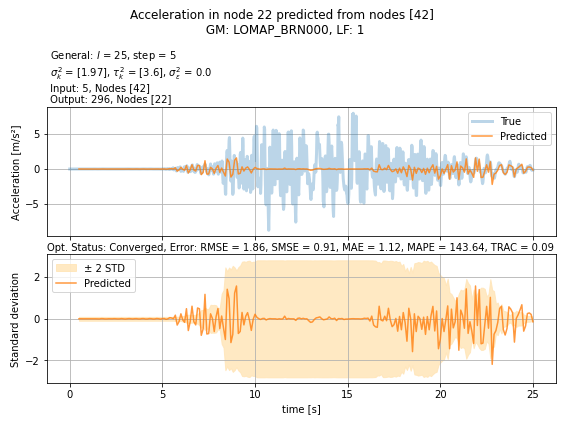 Acceleration in node 22 predicted from nodes [42]
GM: LOMAP_BRN000, LF: 1
General: l = 25, step = 5
σ²ₖ = [1.97], τ²ₖ = [3.6], σ²ε = 0.0
Input: 5, Nodes [42]
Output: 296, Nodes [22]
Acceleration [m/s²]
5
0
−5
True
Predicted
Opt. Status: Converged, Error: RMSE = 1.86, SMSE = 0.91, MAE = 1.12, MAPE = 143.64, TRAC = 0.09
Standard deviation
2
0
−2
± 2 STD
Predicted
0 5 10 15 20 25
time [s]